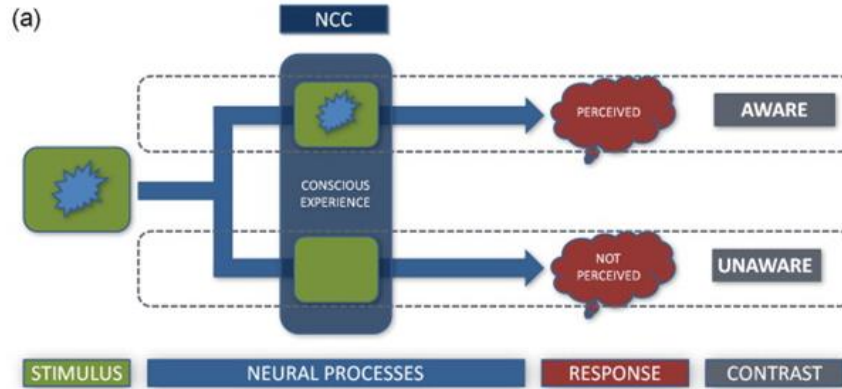 (a)
NCC
PERCEIVED
AWARE
CONSCIOUS
EXPERIENCE
NOT
PERCEIVED
UNAWARE
STIMULUS
NEURAL PROCESSES
RESPONSE
CONTRAST